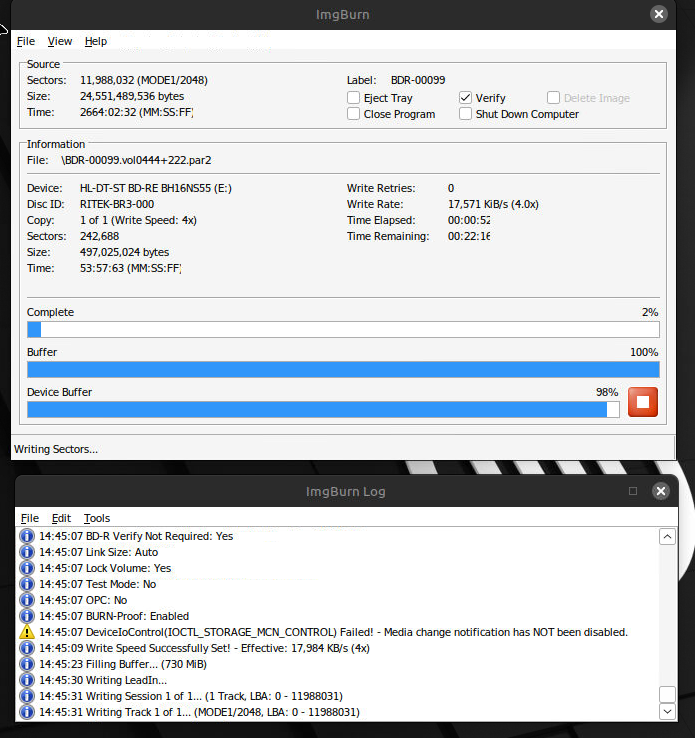 ImgBurn
File View Help
Source
Sectors: 11,988,032 (MODE1/2048) Label: BDR-00099
Size: 24,551,489,536 bytes Eject Tray Verify Delete Image
Time: 2664:02:32 (MM:SS:FF) Close Program Shut Down Computer
Information
File: \BDR-00099.vol0444+222.par2
Device: HL-DT-ST BD-RE BH16NS55 (E:) Write Retries: 0
Disc ID: RITEK-BR3-000 Write Rate: 17,571 KiB/s (4.0x)
Copy: 1 of 1 (Write Speed: 4x) Time Elapsed: 00:00:52
Sectors: 242,688 Time Remaining: 00:22:16
Size: 497,025,024 bytes
Time: 53:57:63 (MM:SS:FF)
Complete 2%
Buffer 100%
Device Buffer 98%
Writing Sectors...
ImgBurn Log
File Edit Tools
14:45:07 BD-R Verify Not Required: Yes
14:45:07 Link Size: Auto
14:45:07 Lock Volume: Yes
14:45:07 Test Mode: No
14:45:07 OPC: No
14:45:07 BURN-Proof: Enabled
14:45:07 DeviceIoControl(IOCTL_STORAGE_MCN_CONTROL) Failed! - Media change notification has NOT been disabled.
14:45:09 Write Speed Successfully Set! - Effective: 17,984 KB/s (4x)
14:45:23 Filling Buffer... (730 MiB)
14:45:30 Writing LeadIn...
14:45:31 Writing Session 1 of 1... (1 Track, LBA: 0 - 11988031)
14:45:31 Writing Track 1 of 1... (MODE1/2048, LBA: 0 - 11988031)